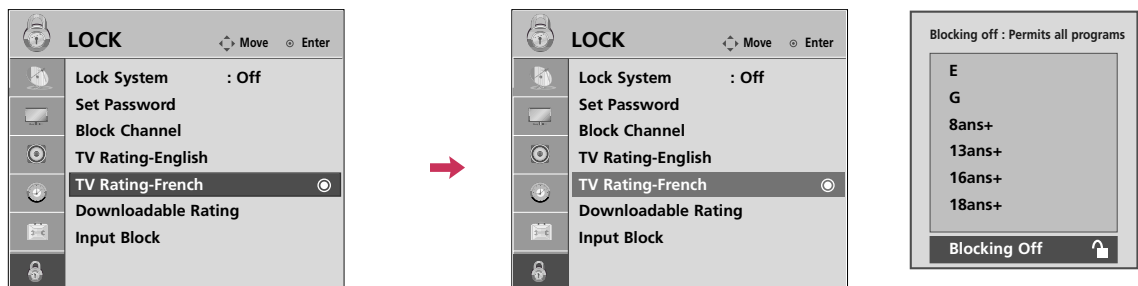 LOCK Move Enter
Lock System : Off
Set Password
Block Channel
TV Rating-English
TV Rating-French
Downloadable Rating
Input Block
LOCK Move Enter
Lock System : Off
Set Password
Block Channel
TV Rating-English
TV Rating-French
Downloadable Rating
Input Block
Blocking off : Permits all programs
E
G
8ans+
13ans+
16ans+
18ans+
Blocking Off